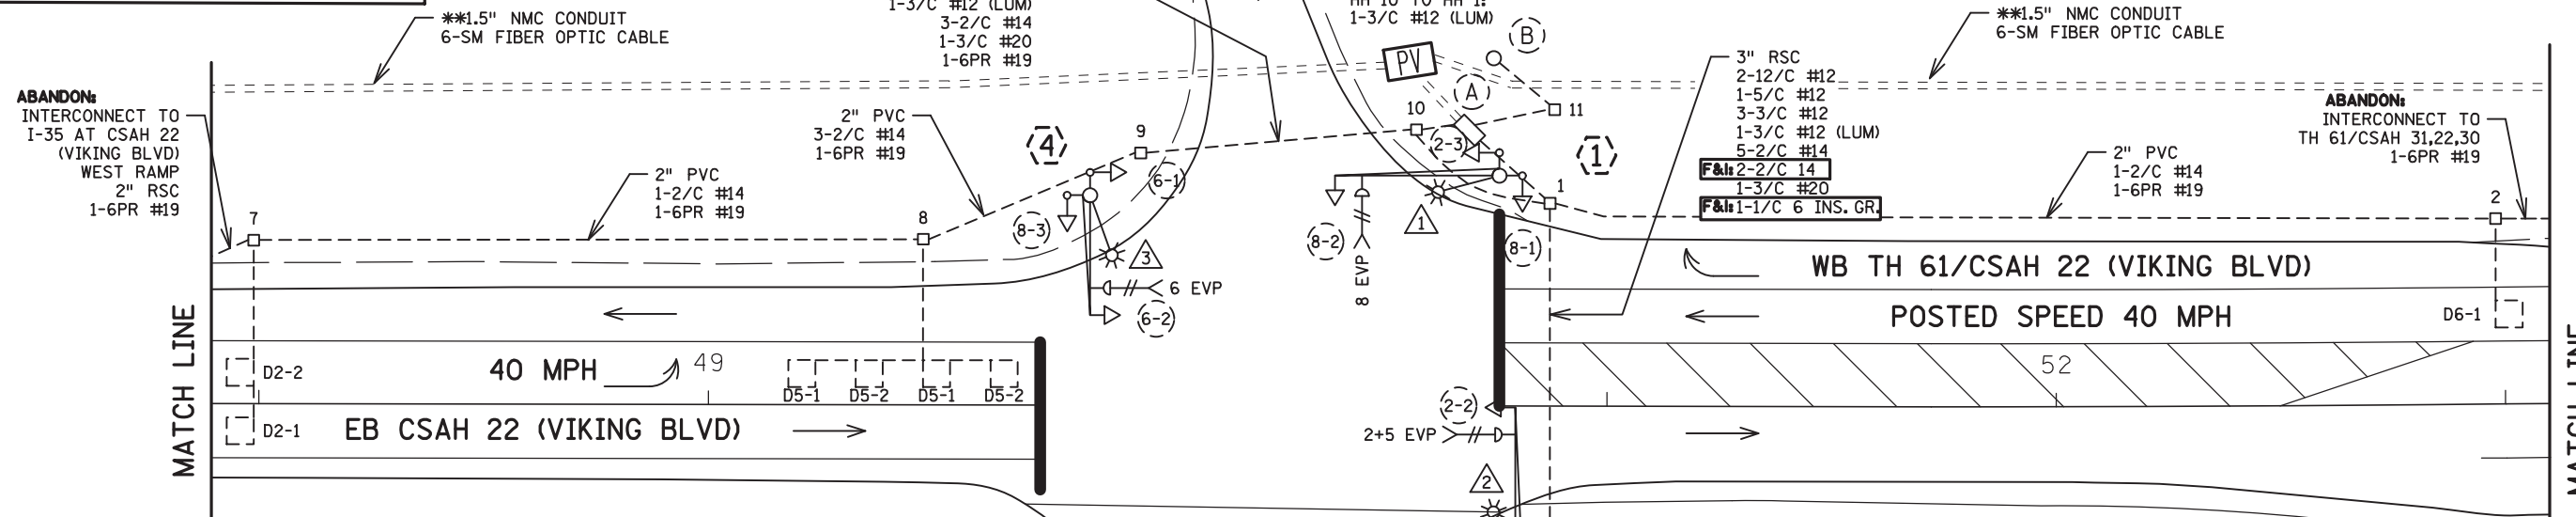 **1.5" NMC CONDUIT
6-SM FIBER OPTIC CABLE
1-3/C #12 (LUM)
3-2/C #14
1-3/C #20
1-6PR #19
HH 10 TO HH 1:
1-3/C #12 (LUM)
**1.5" NMC CONDUIT
6-SM FIBER OPTIC CABLE
ABANDON:
INTERCONNECT TO
I-35 AT CSAH 22
(VIKING BLVD)
WEST RAMP
2" RSC
1-6PR #19
2" PVC
3-2/C #14
1-6PR #19
2" PVC
1-2/C #14
1-6PR #19
7
8
9
4
6-1
8-3
3
6 EVP
6-2
PV
B
A
10
11
2-3
1
1
1
8-2
8 EVP
8-1
3" RSC
2-12/C #12
1-5/C #12
3-3/C #12
1-3/C #12 (LUM)
5-2/C #14
F&I: 2-2/C 14
1-3/C #20
F&I: 1-1/C 6 INS. GR.
2" PVC
1-2/C #14
1-6PR #19
ABANDON:
INTERCONNECT TO
TH 61/CSAH 31,22,30
1-6PR #19
2
WB TH 61/CSAH 22 (VIKING BLVD)
POSTED SPEED 40 MPH
D6-1
MATCH LINE
D2-2
40 MPH
49
D5-1
D5-2
D5-1
D5-2
D2-1
EB CSAH 22 (VIKING BLVD)
52
2-2
2+5 EVP
2
MATCH LINE